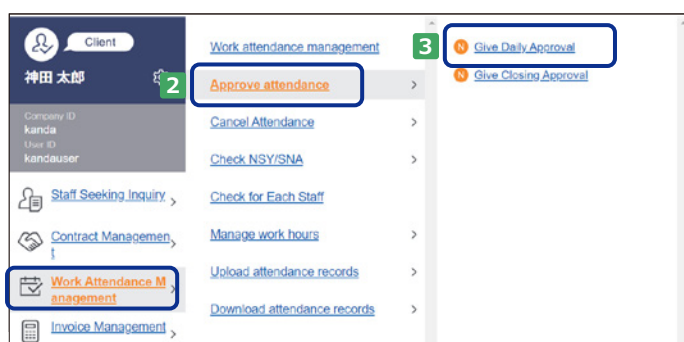 Client
神田 太郎
Company ID
kanda
User ID
kandauser
Staff Seeking Inquiry
Contract Managemen
t
Work Attendance M
anagement
Invoice Management
2
Work attendance management
Approve attendance
Cancel Attendance
Check NSY/SNA
Check for Each Staff
Manage work hours
Upload attendance records
Download attendance records
3
N Give Daily Approval
N Give Closing Approval